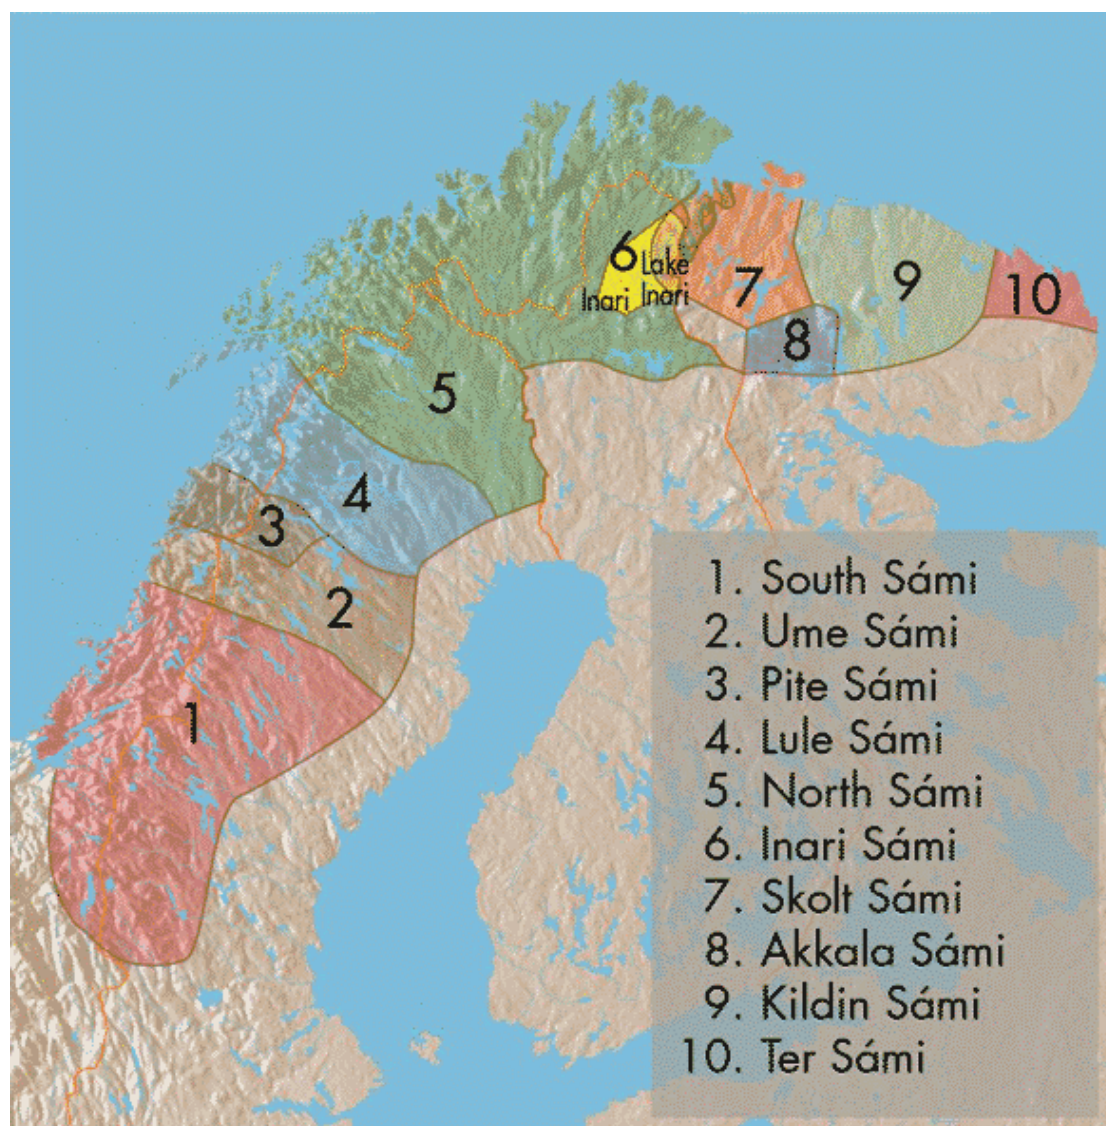 6
Lake
Inari Inari
7
9
10
8
5
4
3
2
1
1. South Sámi
2. Ume Sámi
3. Pite Sámi
4. Lule Sámi
5. North Sámi
6. Inari Sámi
7. Skolt Sámi
8. Akkala Sámi
9. Kildin Sámi
10. Ter Sámi